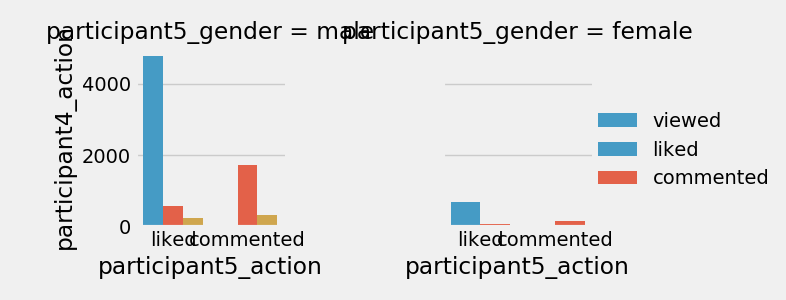 participant5_gender = male
participant5_gender = female
participant4_action
4000
2000
0
liked
commented
participant5_action
liked
commented
participant5_action
viewed
liked
commented